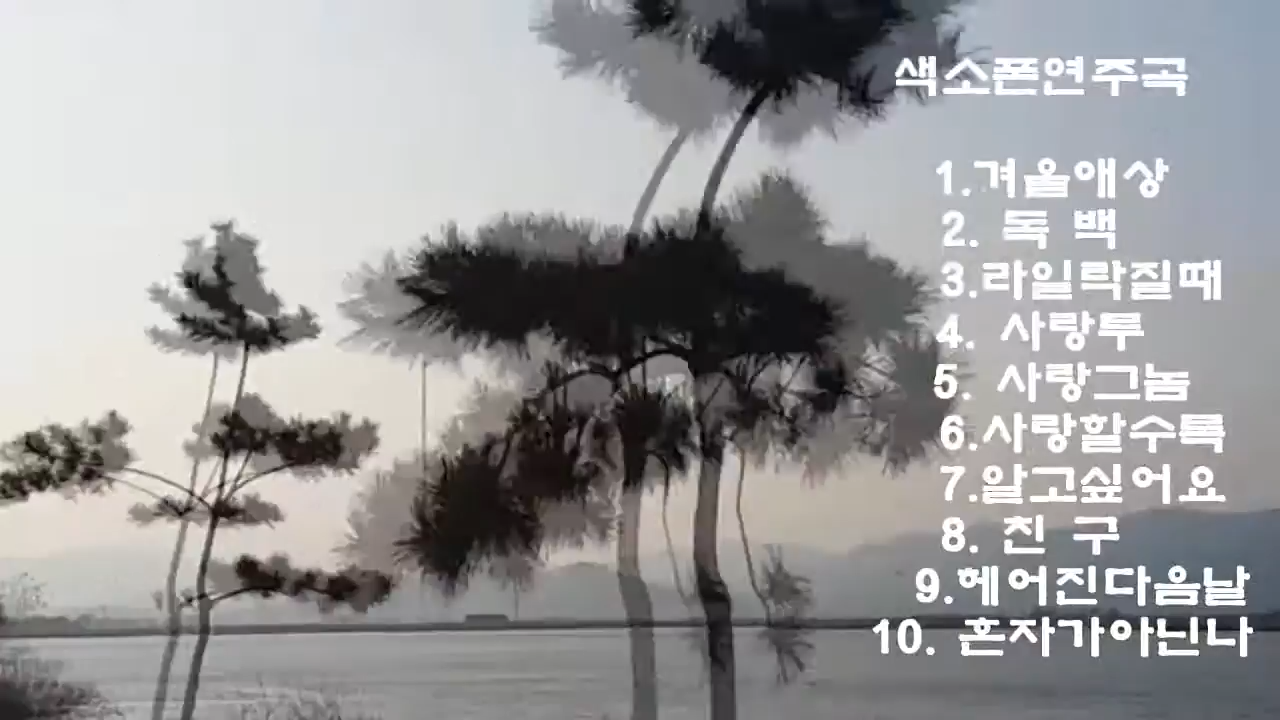 색소폰연주곡
1.겨울애상
2. 독 백
3.라일락질때
4. 사랑투
5. 사랑그놈
6.사랑할수록
7.알고싶어요
8. 친 구
9.헤어진다음날
10. 혼자가아닌나